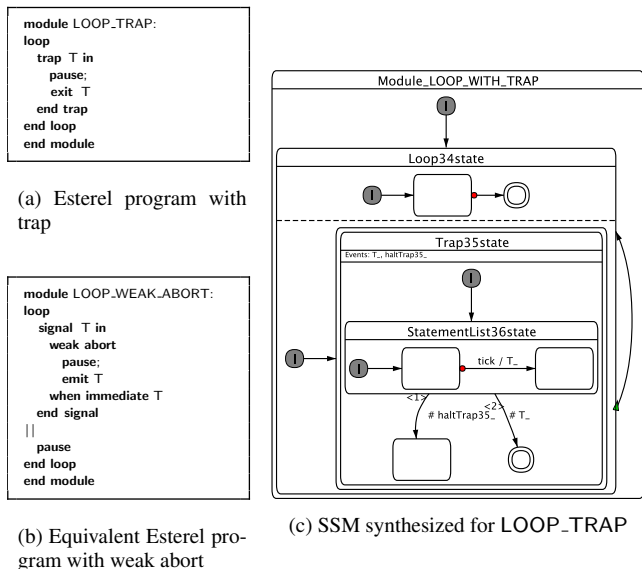 module LOOP_TRAP:
loop
trap T in
pause;
exit T
end trap
end loop
end module
(a) Esterel program with
trap
module LOOP_WEAK_ABORT:
loop
signal T in
weak abort
pause;
emit T
when immediate T
end signal
||
pause
end loop
end module
(b) Equivalent Esterel pro-
gram with weak abort
Module_LOOP_WITH_TRAP
I
Loop34state
I
Trap35state
Events: T_, haltTrap35_
I
StatementList36state
I
I
tick / T_
<1>
<2>
# haltTrap35_
# T_
(c) SSM synthesized for LOOP_TRAP